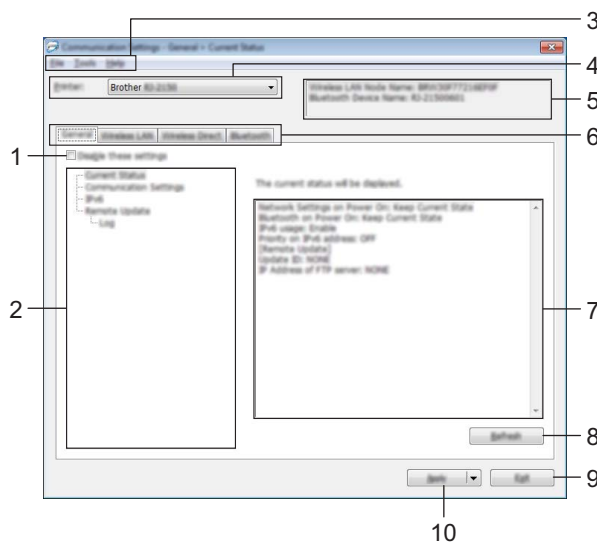 3
Communication Settings - General > Current Status
File Tools Help
4
Printer: Brother RJ-2150
Wireless LAN Node Name:
Bluetooth Device Name:
5
General Wireless LAN Wireless Direct Bluetooth
6
1
Disable these settings
Current Status
Communication Settings
IPv6
Remote Update
Log
The current status will be displayed.
Network Settings on Power On: Keep Current State
Bluetooth on Power On: Keep Current State
IPv6 usage: Enable
Priority on IPv6 address: OFF
[Remote Update]
Update ID: NONE
IP Address of FTP server: NONE
2
7
Refresh
8
Apply
Exit
9
10